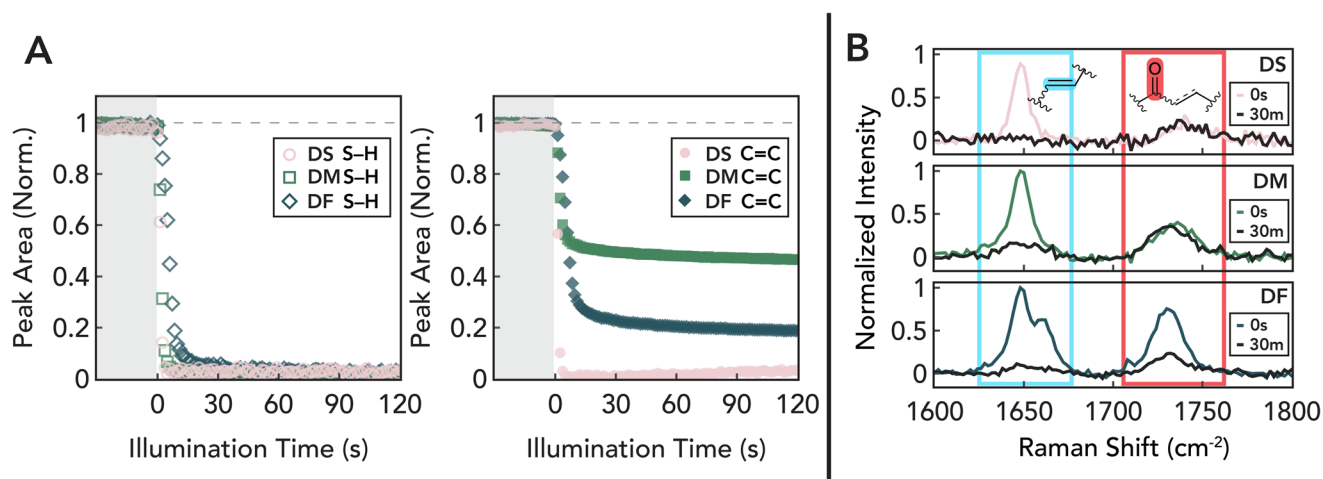 A
Peak Area (Norm.)
1
0.8
0.6
0.4
0.2
0
DS S–H
DM S–H
DF S–H
0 30 60 90 120
Illumination Time (s)
Peak Area (Norm.)
1
0.8
0.6
0.4
0.2
0
DS C=C
DM C=C
DF C=C
0 30 60 90 120
Illumination Time (s)
B
Normalized Intensity
1
0.5
0
O
DS
0s
30m
1
0.5
0
DM
0s
30m
1
0.5
0
DF
0s
30m
1600 1650 1700 1750 1800
Raman Shift (cm-2)